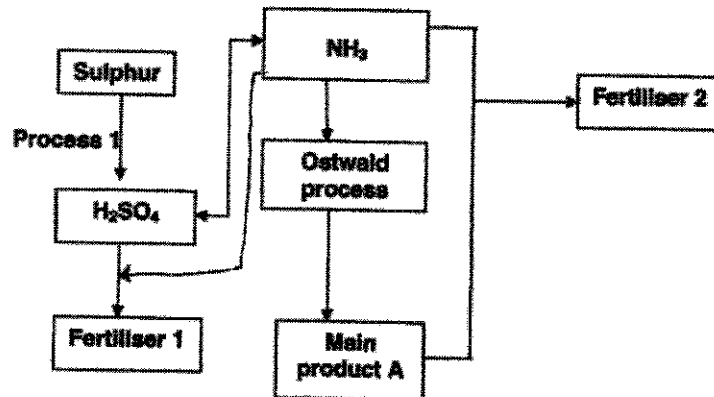 NH₃
Sulphur
Fertiliser 2
Process 1
Ostwald
process
H₂SO₄
Fertiliser 1
Main
product A